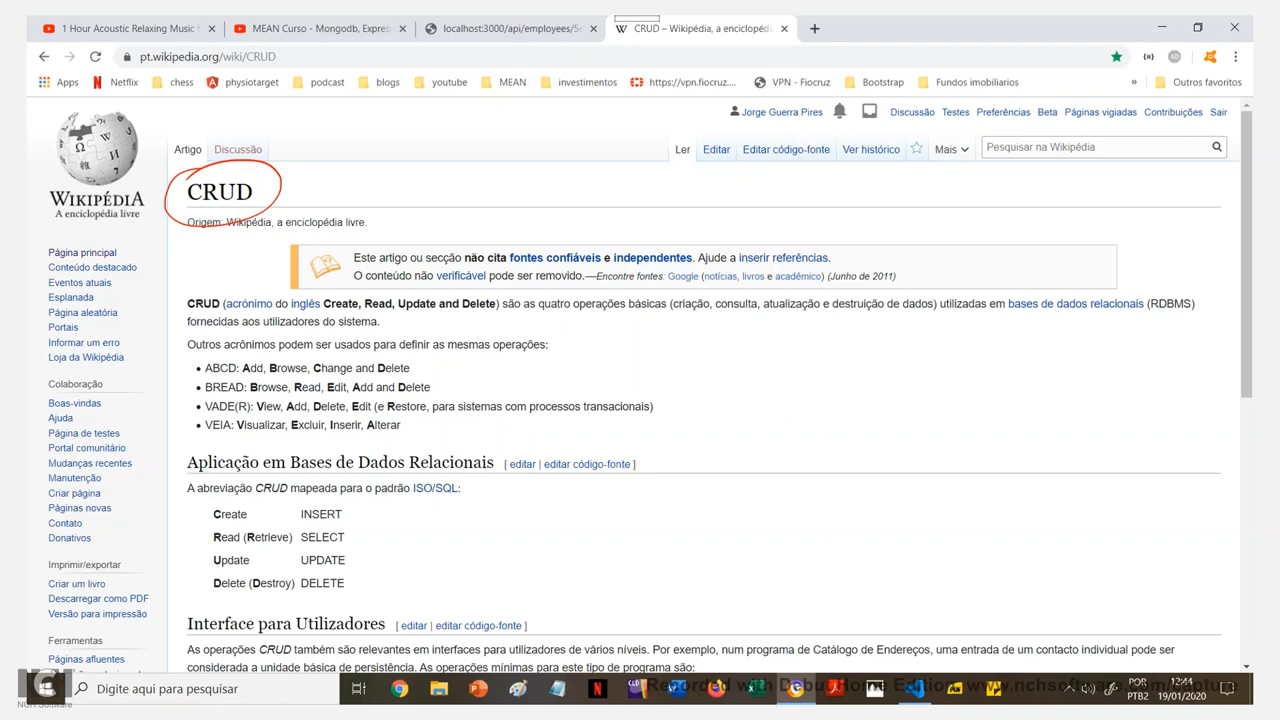 1 Hour Acoustic Relaxing Music
MEAN Curso - Mongodb, Expres
localhost:3000/api/employees/5
CRUD – Wikipédia, a enciclopédi
pt.wikipedia.org/wiki/CRUD
Apps Netflix chess physiotarget podcast blogs youtube MEAN investimentos https://vpn.fiocruz.... VPN - Fiocruz Bootstrap Fundos imobiliarios » Outros favoritos
Jorge Guerra Pires Discussão Testes Preferências Beta Páginas vigiadas Contribuições Sair
Artigo Discussão Ler Editar Editar código-fonte Ver histórico Mais Pesquisar na Wikipédia
WIKIPÉDIA
A enciclopédia livre
Página principal
Conteúdo destacado
Eventos atuais
Esplanada
Página aleatória
Portais
Informar um erro
Loja da Wikipédia
Colaboração
Boas-vindas
Ajuda
Página de testes
Portal comunitário
Mudanças recentes
Manutenção
Criar página
Páginas novas
Contato
Donativos
Imprimir/exportar
Criar um livro
Descarregar como PDF
Versão para impressão
Ferramentas
Páginas afluentes
CRUD
Origem: Wikipédia, a enciclopédia livre.
Este artigo ou secção não cita fontes confiáveis e independentes. Ajude a inserir referências.
O conteúdo não verificável pode ser removido.—Encontre fontes: Google (notícias, livros e acadêmico) (Junho de 2011)
CRUD (acrónimo do inglês Create, Read, Update and Delete) são as quatro operações básicas (criação, consulta, atualização e destruição de dados) utilizadas em bases de dados relacionais (RDBMS)
fornecidas aos utilizadores do sistema.
Outros acrônimos podem ser usados para definir as mesmas operações:
• ABCD: Add, Browse, Change and Delete
• BREAD: Browse, Read, Edit, Add and Delete
• VADE(R): View, Add, Delete, Edit (e Restore, para sistemas com processos transacionais)
• VEIA: Visualizar, Excluir, Inserir, Alterar
Aplicação em Bases de Dados Relacionais [ editar | editar código-fonte ]
A abreviação CRUD mapeada para o padrão ISO/SQL:
Create INSERT
Read (Retrieve) SELECT
Update UPDATE
Delete (Destroy) DELETE
Interface para Utilizadores [ editar | editar código-fonte ]
As operações CRUD também são relevantes em interfaces para utilizadores de vários níveis. Por exemplo, num programa de Catálogo de Endereços, uma entrada de um contacto individual pode ser
considerada a unidade básica de persistência. As operações mínimas para este tipo de programa são:
Digite aqui para pesquisar
Recorded with Debut Home Edition. www.nchsoftware.com/capture
NCH Software
POR 12:44
PTB2 19/01/2020